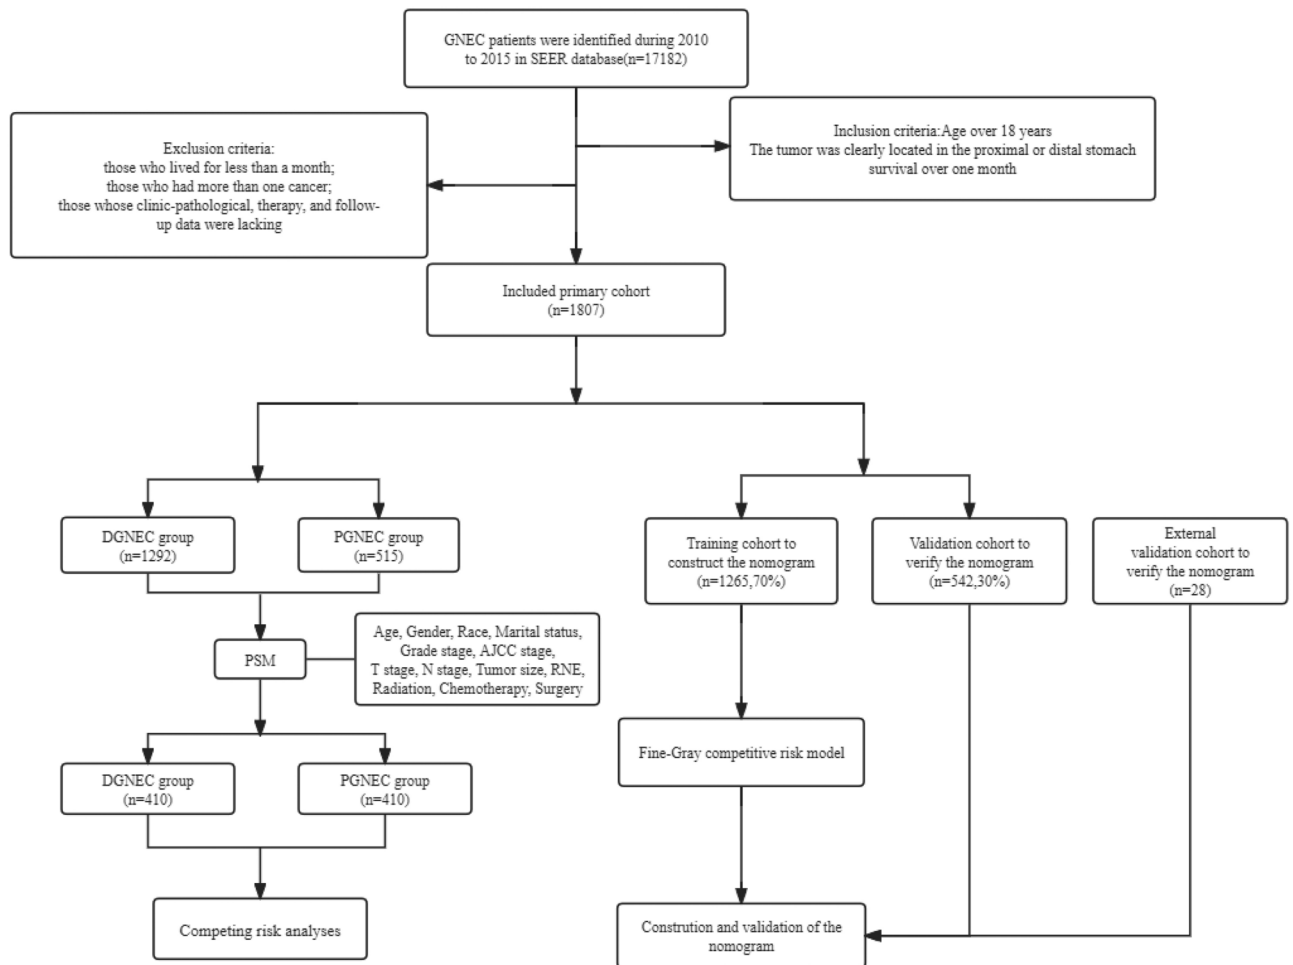 GNEC patients were identified during 2010
to 2015 in SEER database(n=17182)
Inclusion criteria:Age over 18 years
The tumor was clearly located in the proximal or distal stomach
survival over one month
Exclusion criteria:
those who lived for less than a month;
those who had more than one cancer;
those whose clinic-pathological, therapy, and follow-
up data were lacking
Included primary cohort
(n=1807)
DGNEC group
(n=1292)
PGNEC group
(n=515)
Training cohort to
construct the nomogram
(n=1265,70%)
Validation cohort to
verify the nomogram
(n=542,30%)
External
validation cohort to
verify the nomogram
(n=28)
PSM
Age, Gender, Race, Marital status,
Grade stage, AJCC stage,
T stage, N stage, Tumor size, RNE,
Radiation, Chemotherapy, Surgery
Fine-Gray competitive risk model
DGNEC group
(n=410)
PGNEC group
(n=410)
Competing risk analyses
Constrution and validation of the
nomogram